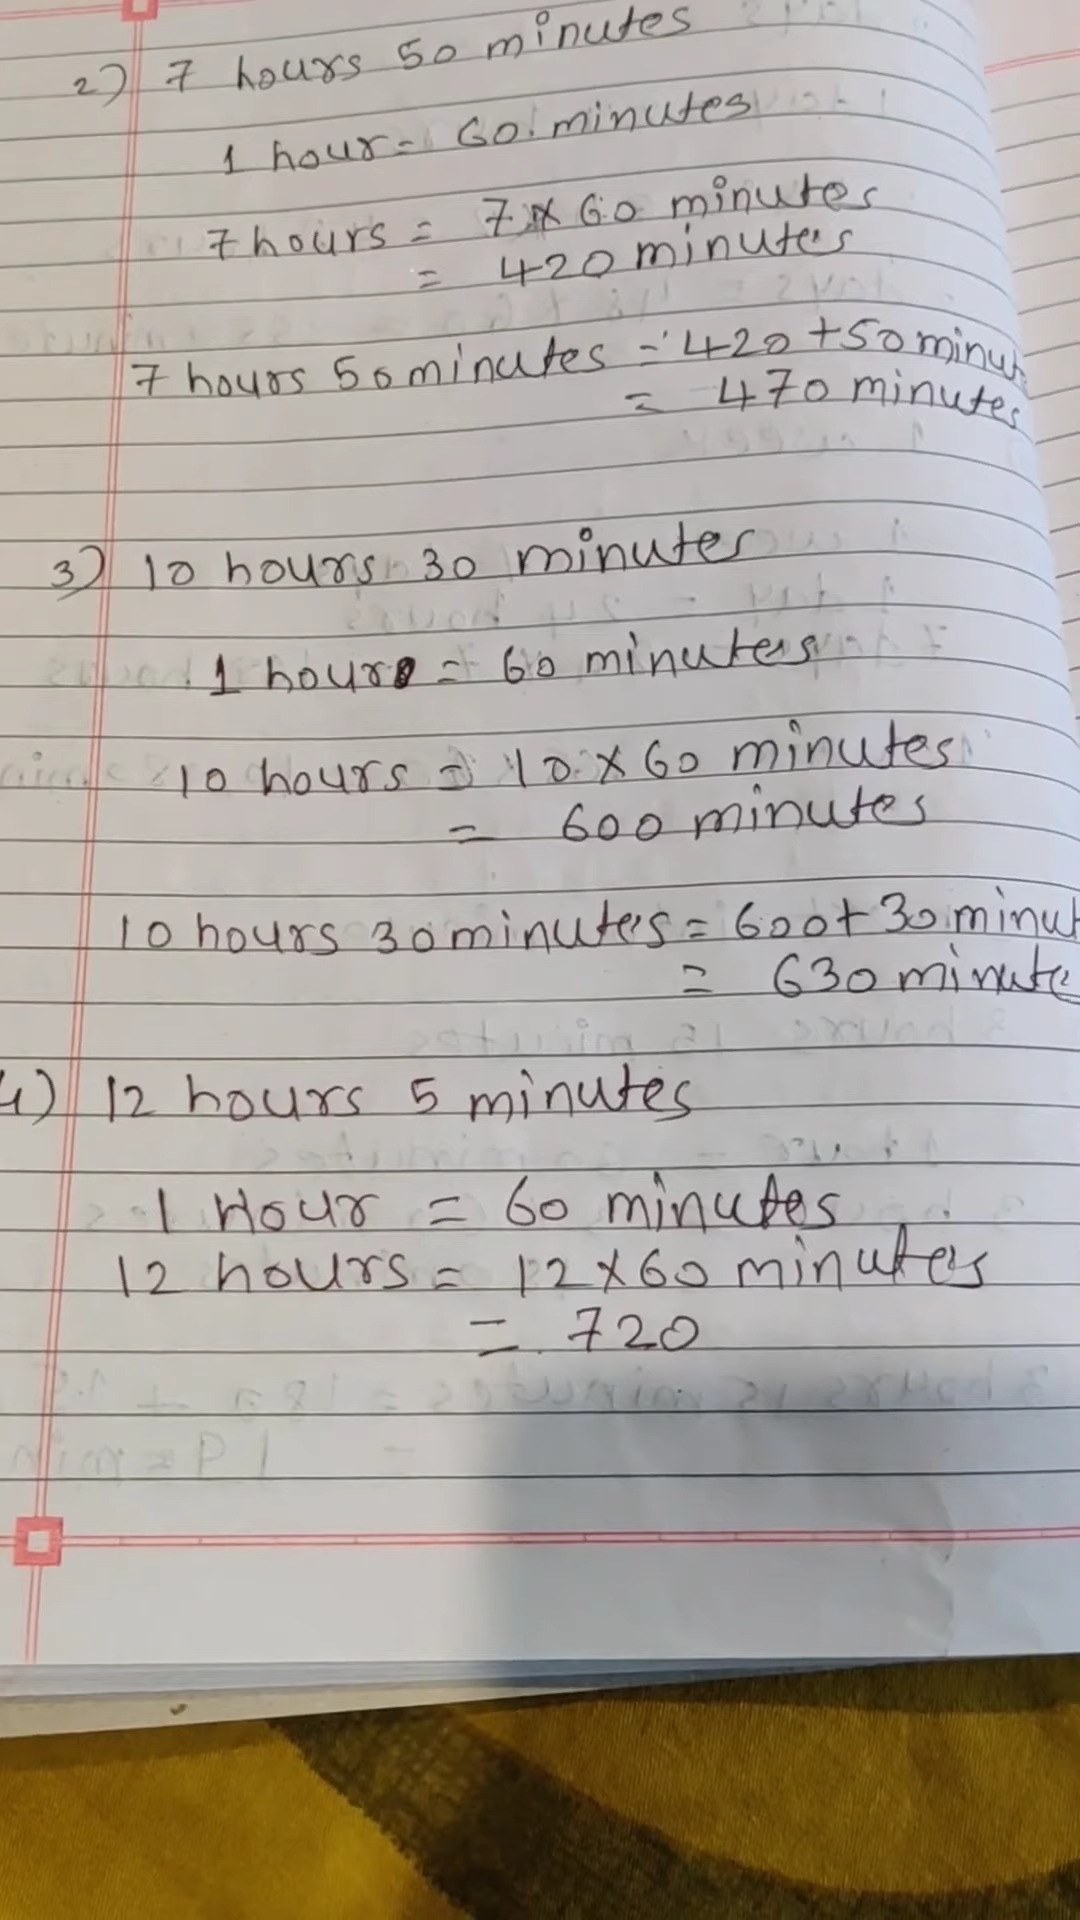 2) 7 hours 50 minutes
1 hour = 60 minutes
7 hours = 7 x 60 minutes
= 420 minutes
7 hours 50 minutes = 420 + 50 minut
= 470 minutes
3) 10 hours 30 minutes
1 hour = 60 minutes
10 hours = 10 x 60 minutes
= 600 minutes
10 hours 30 minutes = 600 + 30 minut
= 630 minute
4) 12 hours 5 minutes
1 Hour = 60 minutes
12 hours = 12 x 60 minutes
= 720